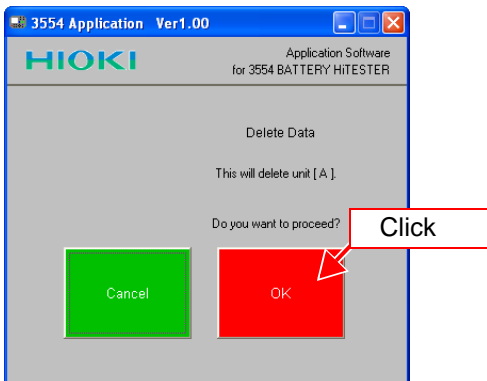 3554 Application Ver1.00
HIOKI
Application Software
for 3554 BATTERY HiTESTER
Delete Data
This will delete unit [ A ].
Do you want to proceed?
Click
Cancel
OK